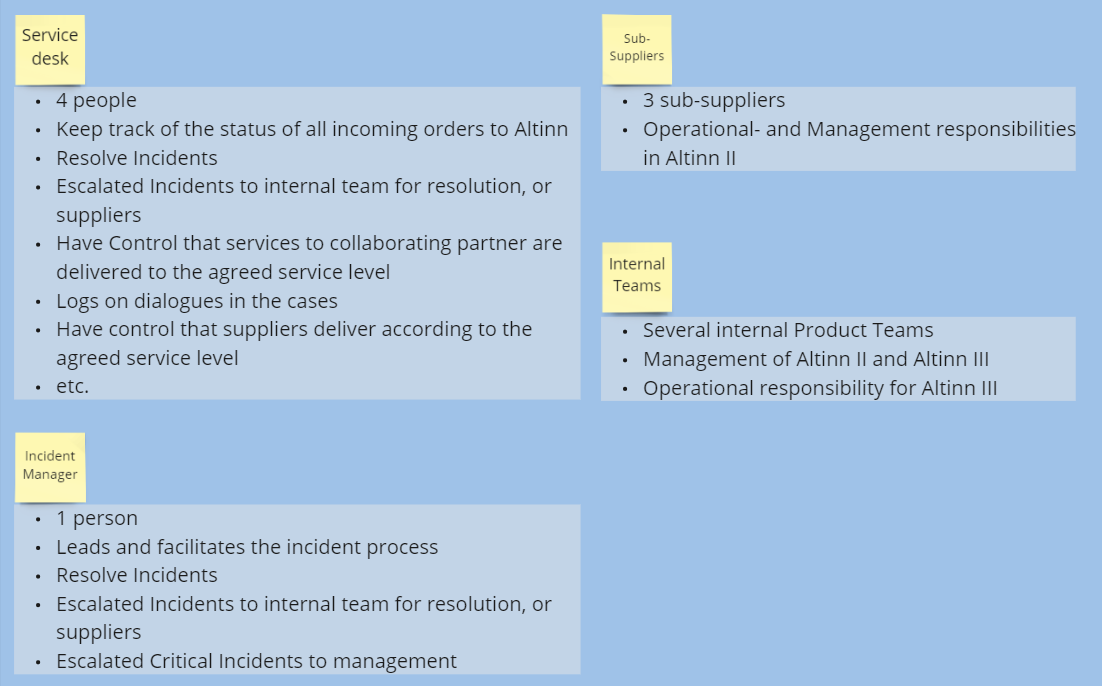 Service
desk
• 4 people
• Keep track of the status of all incoming orders to Altinn
• Resolve Incidents
• Escalated Incidents to internal team for resolution, or
suppliers
• Have Control that services to collaborating partner are
delivered to the agreed service level
• Logs on dialogues in the cases
• Have control that suppliers deliver according to the
agreed service level
• etc.
Incident
Manager
• 1 person
• Leads and facilitates the incident process
• Resolve Incidents
• Escalated Incidents to internal team for resolution, or
suppliers
• Escalated Critical Incidents to management
Sub-
Suppliers
• 3 sub-suppliers
• Operational- and Management responsibilities
in Altinn II
Internal
Teams
• Several internal Product Teams
• Management of Altinn II and Altinn III
• Operational responsibility for Altinn III